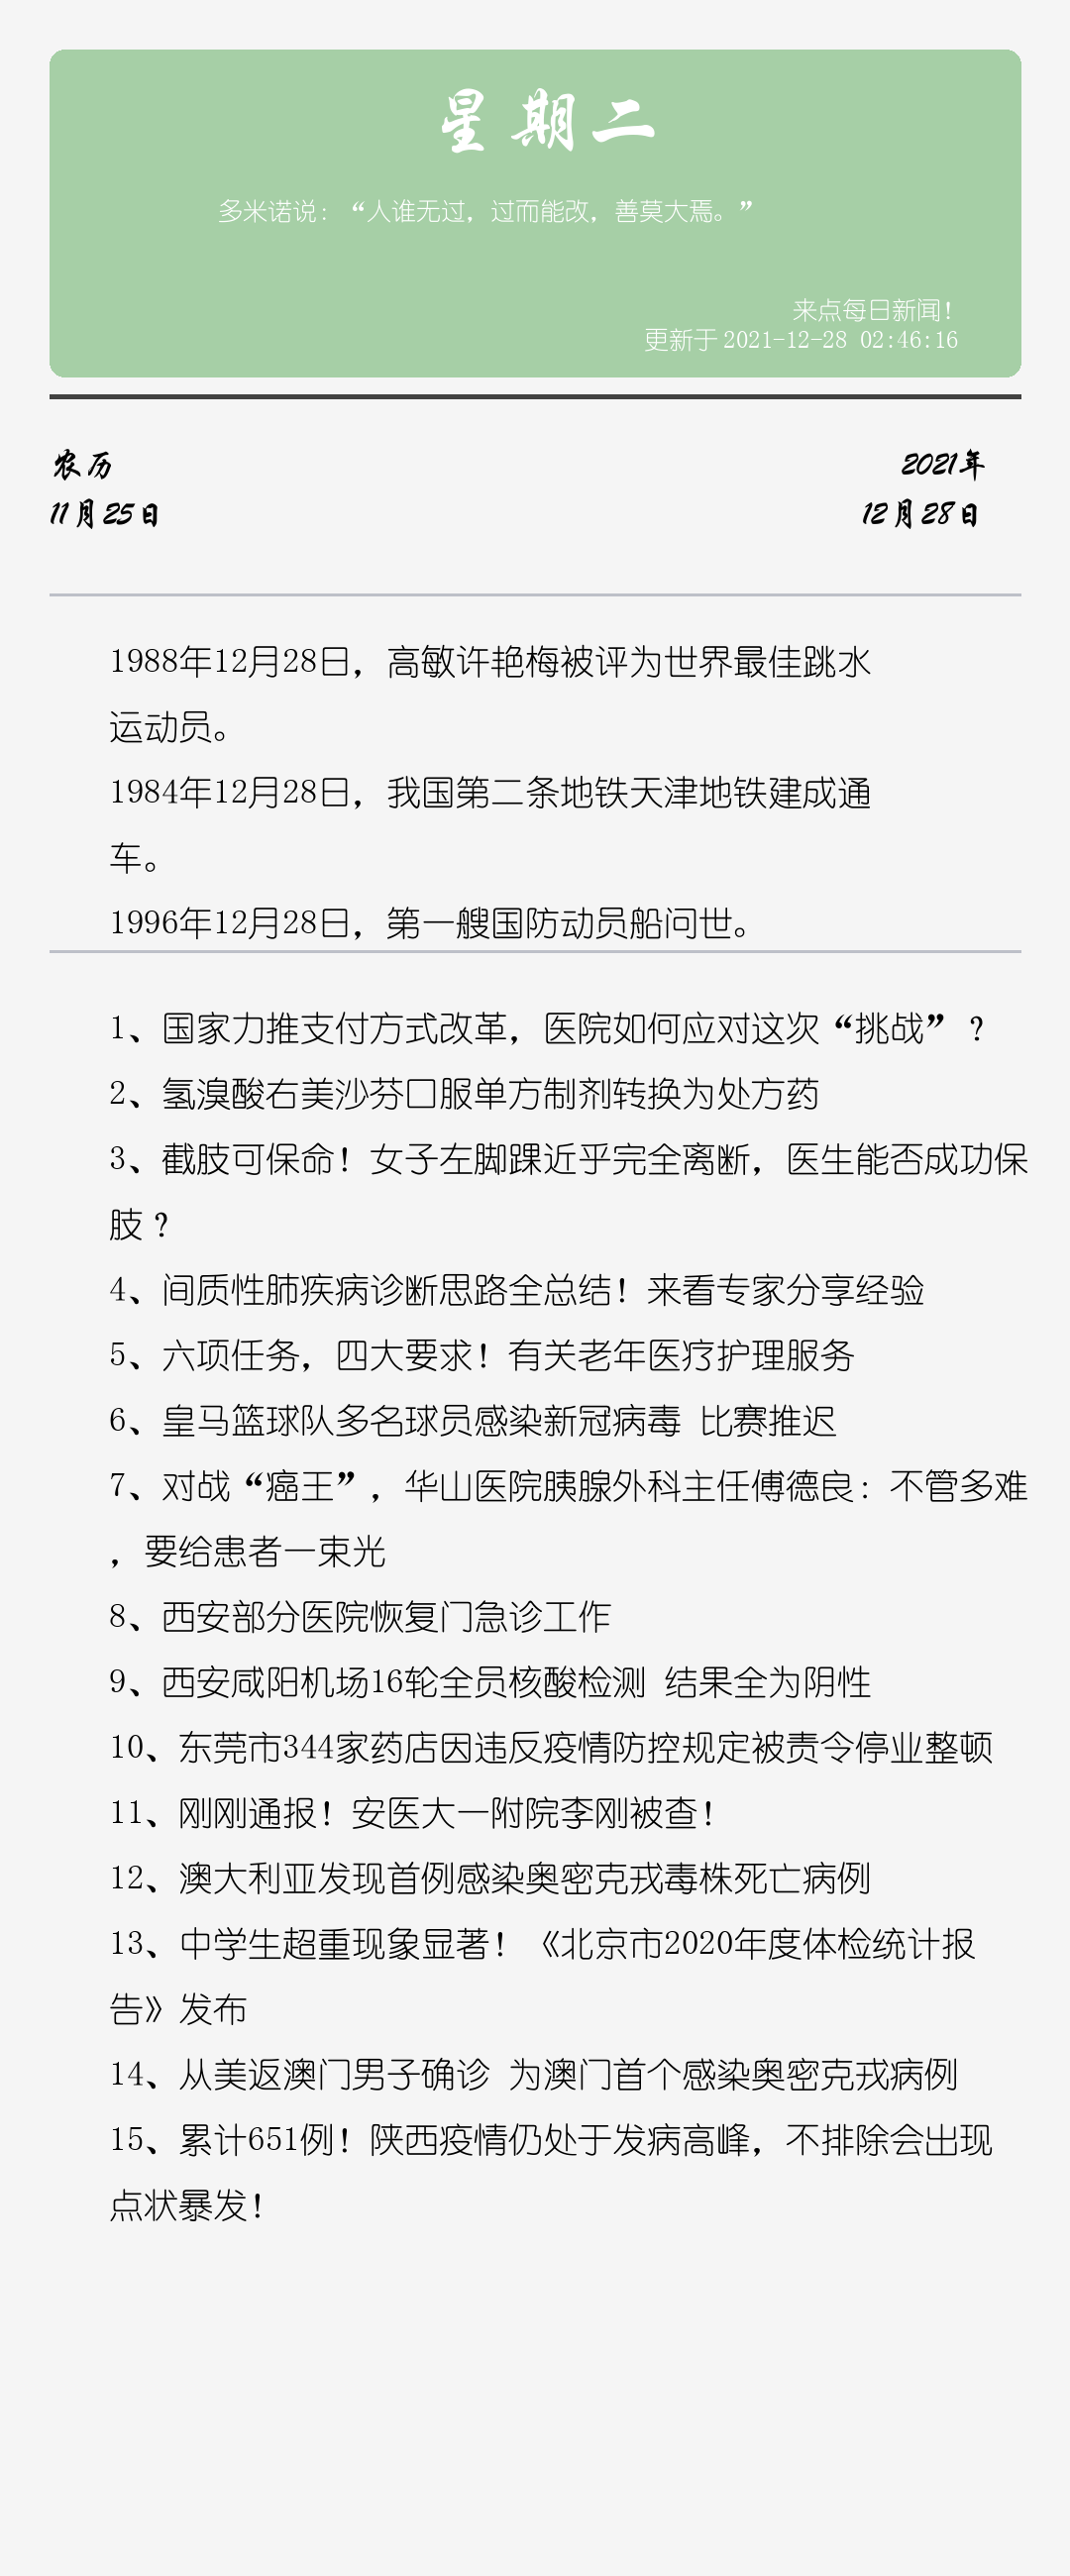 星期二
多米诺说：“人谁无过，过而能改，善莫大焉。”
来点每日新闻！
更新于 2021-12-28 02:46:16
农历
2021年
11月25日
12月28日
1988年12月28日，高敏许艳梅被评为世界最佳跳水
运动员。
1984年12月28日，我国第二条地铁天津地铁建成通
车。
1996年12月28日，第一艘国防动员船问世。
1、国家力推支付方式改革，医院如何应对这次“挑战”？
2、氢溴酸右美沙芬口服单方制剂转换为处方药
3、截肢可保命！女子左脚踝近乎完全离断，医生能否成功保
肢？
4、间质性肺疾病诊断思路全总结！来看专家分享经验
5、六项任务，四大要求！有关老年医疗护理服务
6、皇马篮球队多名球员感染新冠病毒 比赛推迟
7、对战“癌王”，华山医院胰腺外科主任傅德良：不管多难
，要给患者一束光
8、西安部分医院恢复门急诊工作
9、西安咸阳机场16轮全员核酸检测 结果全为阴性
10、东莞市344家药店因违反疫情防控规定被责令停业整顿
11、刚刚通报！安医大一附院李刚被查！
12、澳大利亚发现首例感染奥密克戎毒株死亡病例
13、中学生超重现象显著！《北京市2020年度体检统计报
告》发布
14、从美返澳门男子确诊 为澳门首个感染奥密克戎病例
15、累计651例！陕西疫情仍处于发病高峰，不排除会出现
点状暴发！